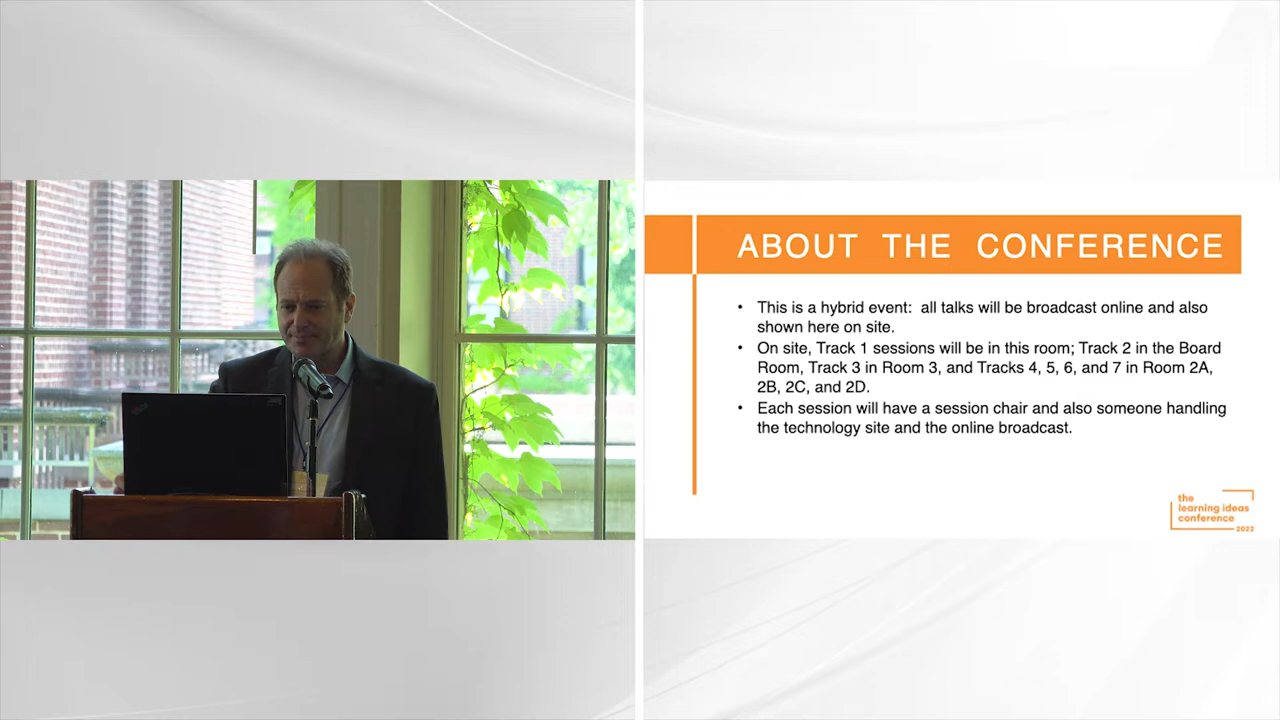 ABOUT THE CONFERENCE
• This is a hybrid event: all talks will be broadcast online and also
shown here on site.
• On site, Track 1 sessions will be in this room; Track 2 in the Board
Room, Track 3 in Room 3, and Tracks 4, 5, 6, and 7 in Room 2A,
2B, 2C, and 2D.
• Each session will have a session chair and also someone handling
the technology site and the online broadcast.
the
learning ideas
conference
2022